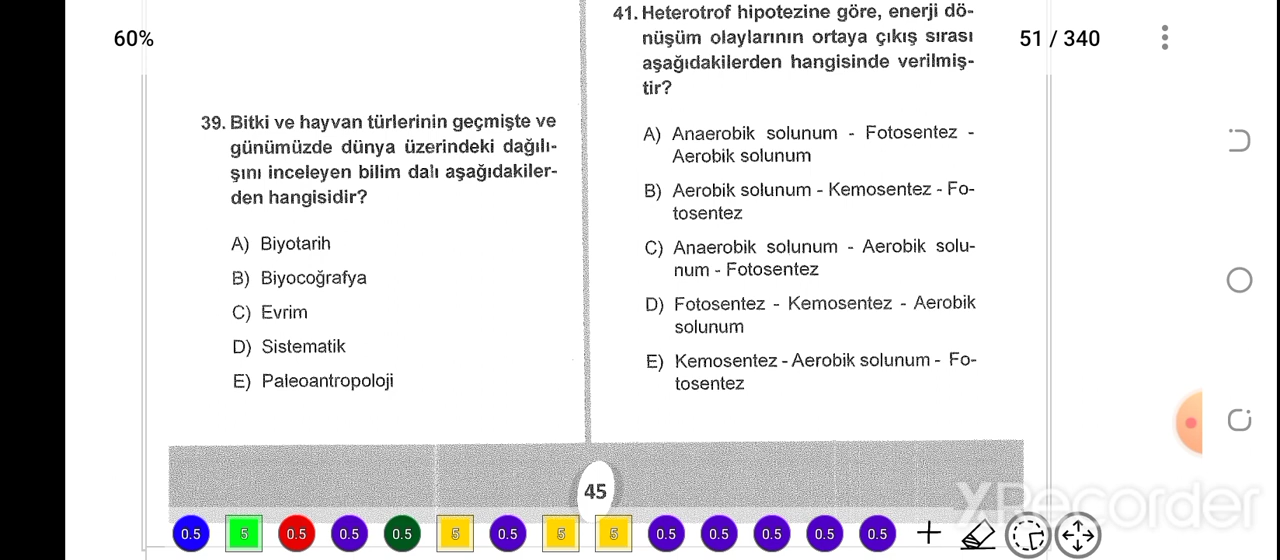 60%
51 / 340
39. Bitki ve hayvan türlerinin geçmişte ve
günümüzde dünya üzerindeki dağılı-
şını inceleyen bilim dalı aşağıdakiler-
den hangisidir?
A) Biyotarih
B) Biyocoğrafya
C) Evrim
D) Sistematik
E) Paleoantropoloji
41. Heterotrof hipotezine göre, enerji dö-
nüşüm olaylarının ortaya çıkış sırası
aşağıdakilerden hangisinde verilmiş-
tir?
A) Anaerobik solunum - Fotosentez -
Aerobik solunum
B) Aerobik solunum - Kemosentez - Fo-
tosentez
C) Anaerobik solunum - Aerobik solu-
num - Fotosentez
D) Fotosentez - Kemosentez - Aerobik
solunum
E) Kemosentez - Aerobik solunum - Fo-
tosentez
45
XRecorder
0.5 5 0.5 0.5 0.5 5 0.5 5 5 0.5 0.5 0.5 0.5 0.5 +